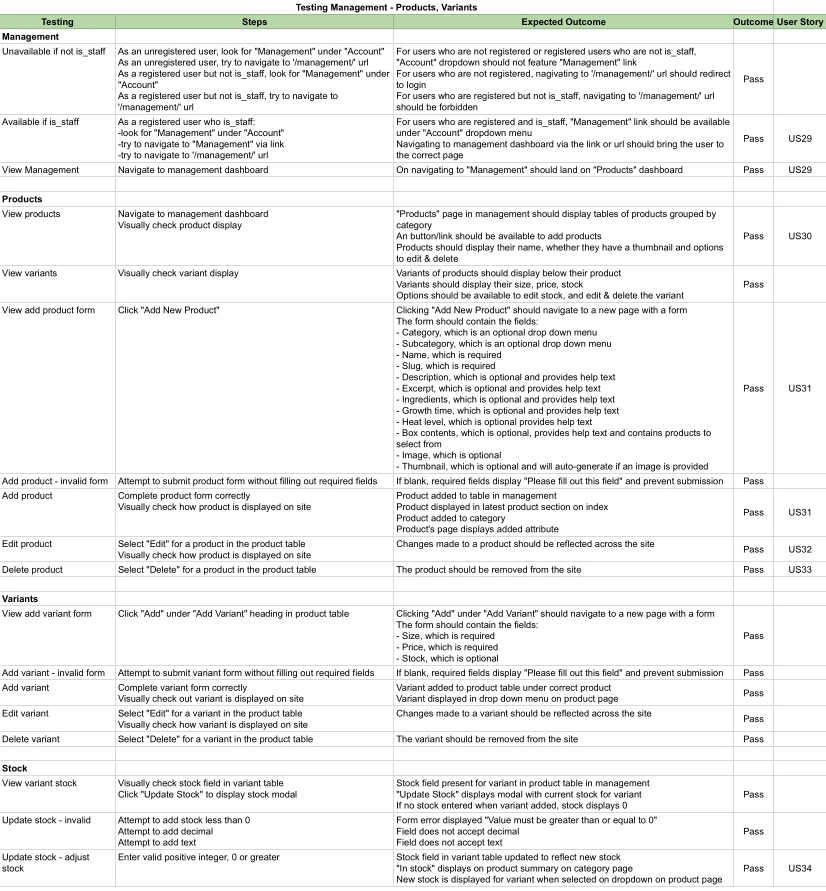 Testing Management - Products, Variants
Testing Steps Expected Outcome Outcome User Story
Management
Unavailable if not is_staff
As an unregistered user, look for "Management" under "Account"
As an unregistered user, try to navigate to '/management/' url
As a registered user but not is_staff, look for "Management" under
"Account"
As a registered user but not is_staff, try to navigate to
'/management/' url
For users who are not registered or registered users who are not is_staff,
"Account" dropdown should not feature "Management" link
For users who are not registered, nagivating to '/management/' url should redirect
to login
For users who are registered but not is_staff, navigating to '/management/' url
should be forbidden
Pass
Available if is_staff
As a registered user who is_staff:
-look for "Management" under "Account"
-try to navigate to "Management" via link
-try to navigate to '/management/' url
For users who are registered and is_staff, "Management" link should be available
under "Account" dropdown menu
Navigating to management dashboard via the link or url should bring the user to
the correct page
Pass
US29
View Management
Navigate to management dashboard
On navigating to "Management" should land on "Products" dashboard
Pass
US29
Products
View products
Navigate to management dashboard
Visually check product display
"Products" page in management should display tables of products grouped by
category
An button/link should be available to add products
Products should display their name, whether they have a thumbnail and options
to edit & delete
Pass
US30
View variants
Visually check variant display
Variants of products should display below their product
Variants should display their size, price, stock
Options should be available to edit stock, and edit & delete the variant
Pass
View add product form
Click "Add New Product"
Clicking "Add New Product" should navigate to a new page with a form
The form should contain the fields:
- Category, which is an optional drop down menu
- Subcategory, which is an optional drop down menu
- Name, which is required
- Slug, which is required
- Description, which is optional and provides help text
- Excerpt, which is optional and provides help text
- Ingredients, which is optional and provides help text
- Growth time, which is optional and provides help text
- Heat level, which is optional provides help text
- Box contents, which is optional, provides help text and contains products to
select from
- Image, which is optional
- Thumbnail, which is optional and will auto-generate if an image is provided
Pass
US31
Add product - invalid form
Attempt to submit product form without filling out required fields
If blank, required fields display "Please fill out this field" and prevent submission
Pass
Add product
Complete product form correctly
Visually check how product is displayed on site
Product added to table in management
Product displayed in latest product section on index
Product added to category
Product's page displays added attribute
Pass
US31
Edit product
Select "Edit" for a product in the product table
Visually check how product is displayed on site
Changes made to a product should be reflected across the site
Pass
US32
Delete product
Select "Delete" for a product in the product table
The product should be removed from the site
Pass
US33
Variants
View add variant form
Click "Add" under "Add Variant" heading in product table
Clicking "Add" under "Add Variant" should navigate to a new page with a form
The form should contain the fields:
- Size, which is required
- Price, which is required
- Stock, which is optional
Pass
Add variant - invalid form
Attempt to submit variant form without filling out required fields
If blank, required fields display "Please fill out this field" and prevent submission
Pass
Add variant
Complete variant form correctly
Visually check out variant is displayed on site
Variant added to product table under correct product
Variant displayed in drop down menu on product page
Pass
Edit variant
Select "Edit" for a variant in the product table
Visually check how variant is displayed on site
Changes made to a variant should be reflected across the site
Pass
Delete variant
Select "Delete" for a variant in the product table
The variant should be removed from the site
Pass
Stock
View variant stock
Visually check stock field in variant table
Click "Update Stock" to display stock modal
Stock field present for variant in product table in management
"Update Stock" displays modal with current stock for variant
If no stock entered when variant added, stock displays 0
Pass
Update stock - invalid
Attempt to add stock less than 0
Attempt to add decimal
Attempt to add text
Form error displayed "Value must be greater than or equal to 0"
Field does not accept decimal
Field does not accept text
Pass
Update stock - adjust
stock
Enter valid positive integer, 0 or greater
Stock field in variant table updated to reflect new stock
"In stock" displays on product summary on category page
New stock is displayed for variant when selected on dropdown on product page
Pass
US34